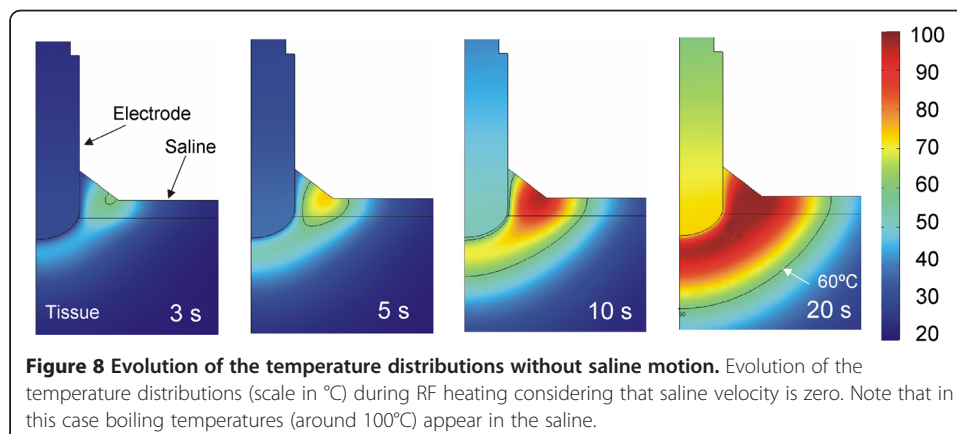 100
90
80
70
60
50
40
30
20
Electrode
Saline
Tissue
3 s
5 s
10 s
60ºC
20 s
Figure 8 Evolution of the temperature distributions without saline motion. Evolution of the
temperature distributions (scale in °C) during RF heating considering that saline velocity is zero. Note that in
this case boiling temperatures (around 100°C) appear in the saline.